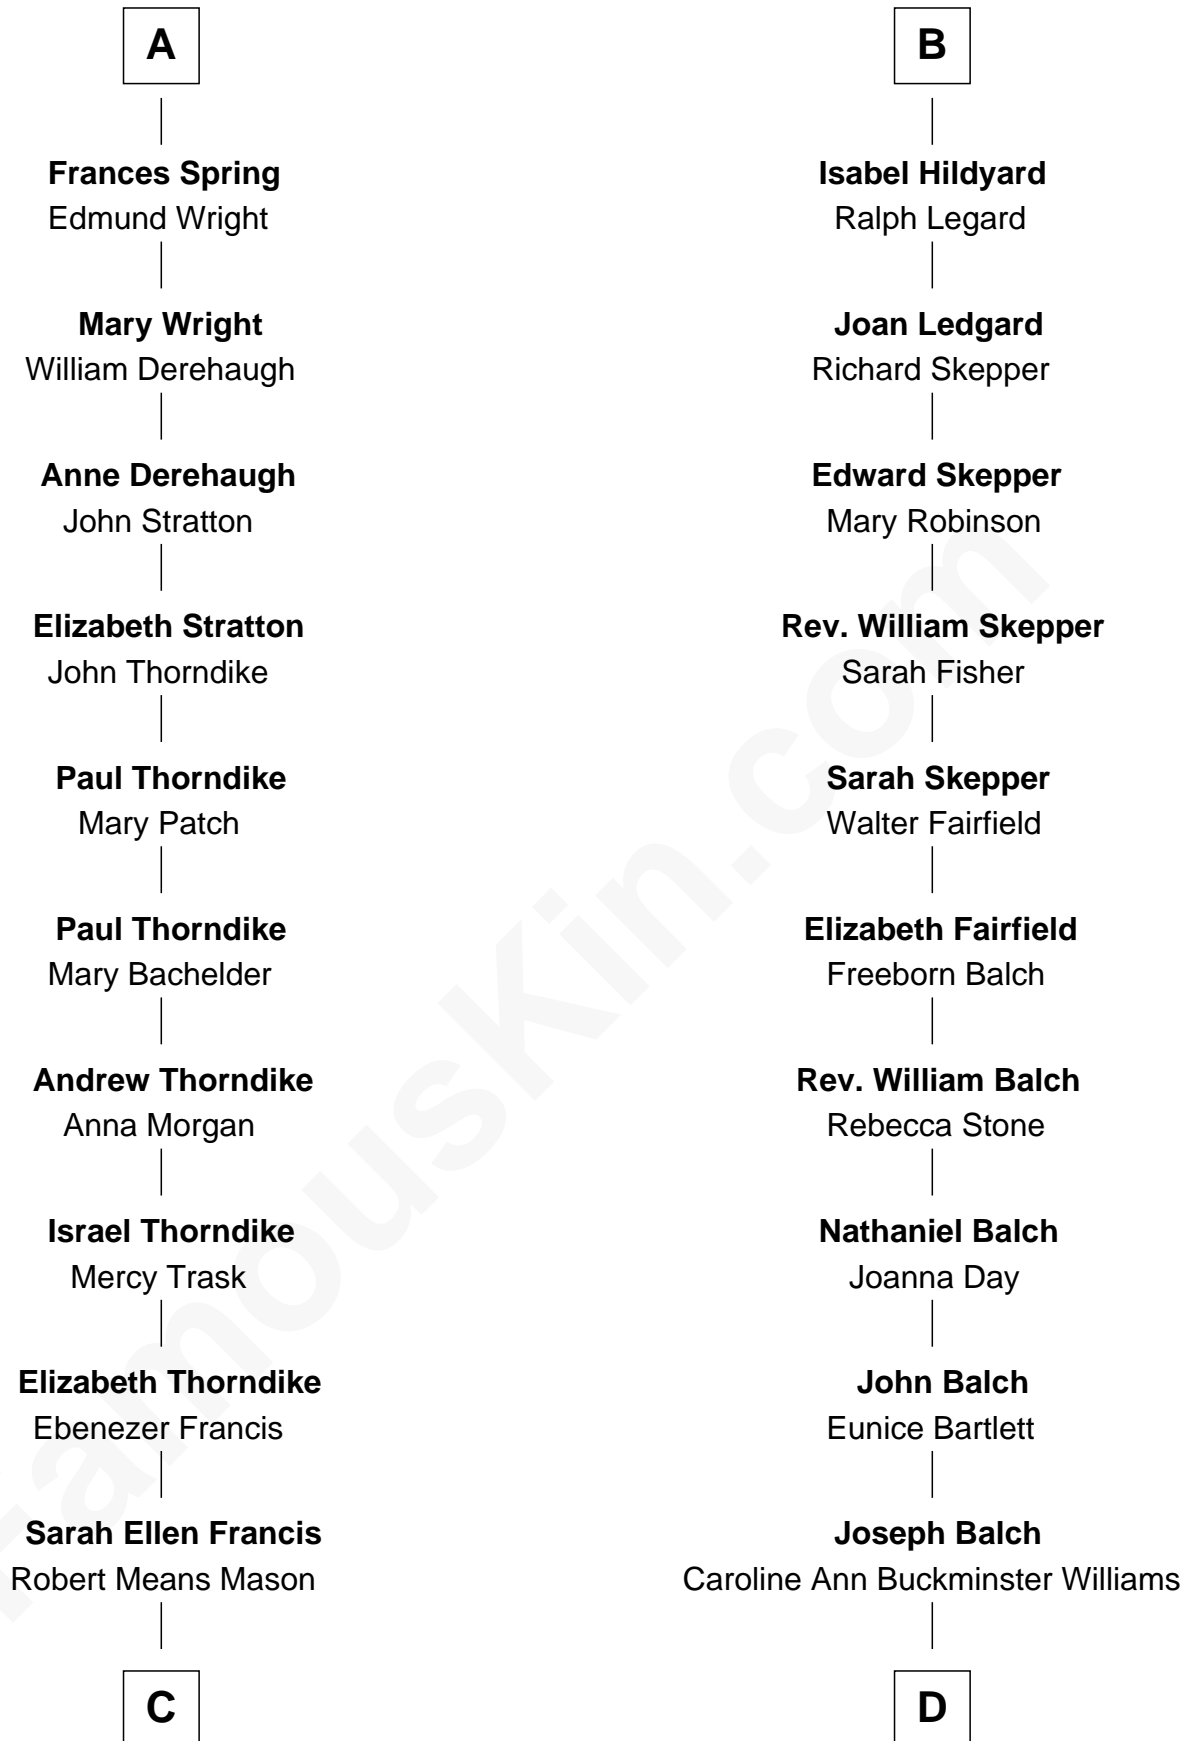 A
Frances Spring
Edmund Wright
Mary Wright
William Derehaugh
Anne Derehaugh
John Stratton
Elizabeth Stratton
John Thorndike
Paul Thorndike
Mary Patch
Paul Thorndike
Mary Bachelder
Andrew Thorndike
Anna Morgan
Israel Thorndike
Mercy Trask
Elizabeth Thorndike
Ebenezer Francis
Sarah Ellen Francis
Robert Means Mason
C
B
Isabel Hildyard
Ralph Legard
Joan Ledgard
Richard Skepper
Edward Skepper
Mary Robinson
Rev. William Skepper
Sarah Fisher
Sarah Skepper
Walter Fairfield
Elizabeth Fairfield
Freeborn Balch
Rev. William Balch
Rebecca Stone
Nathaniel Balch
Joanna Day
John Balch
Eunice Bartlett
Joseph Balch
Caroline Ann Buckminster Williams
D
FamousKin.com